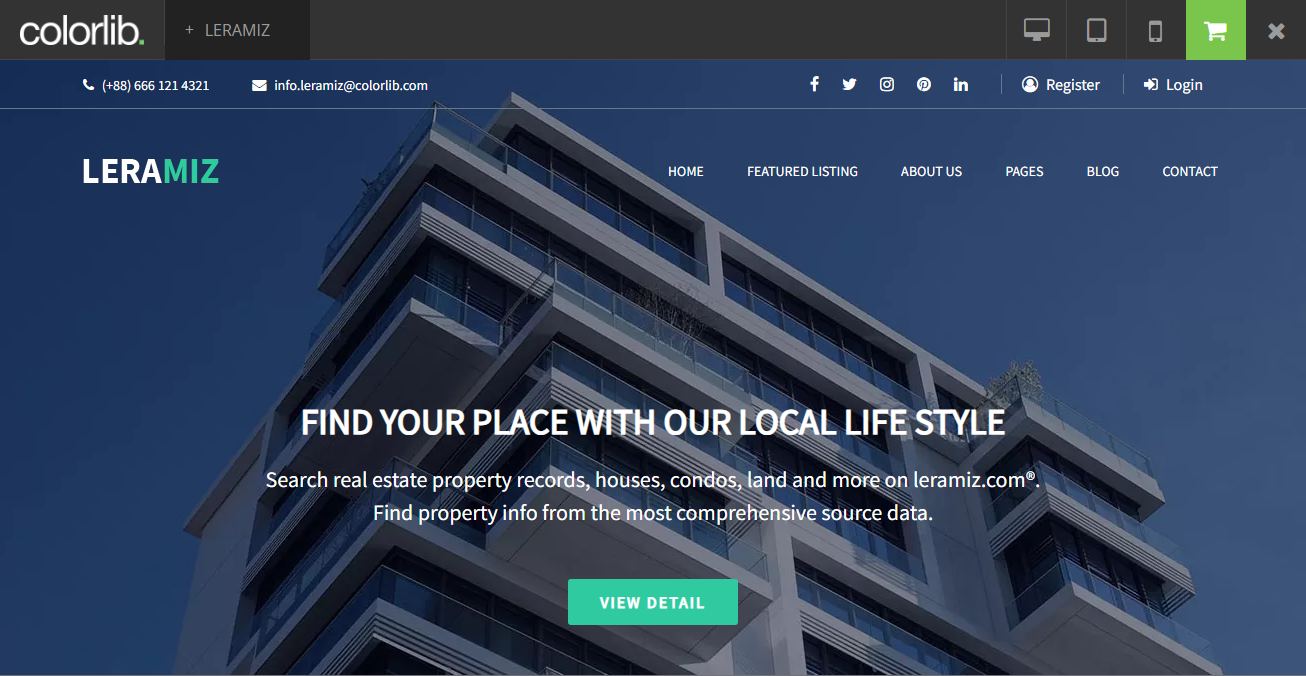 colorlib.
+ LERAMIZ
(+88) 666 121 4321
info.leramiz@colorlib.com
Register
Login
LERAMIZ
HOME
FEATURED LISTING
ABOUT US
PAGES
BLOG
CONTACT
FIND YOUR PLACE WITH OUR LOCAL LIFE STYLE
Search real estate property records, houses, condos, land and more on leramiz.com®.
Find property info from the most comprehensive source data.
VIEW DETAIL